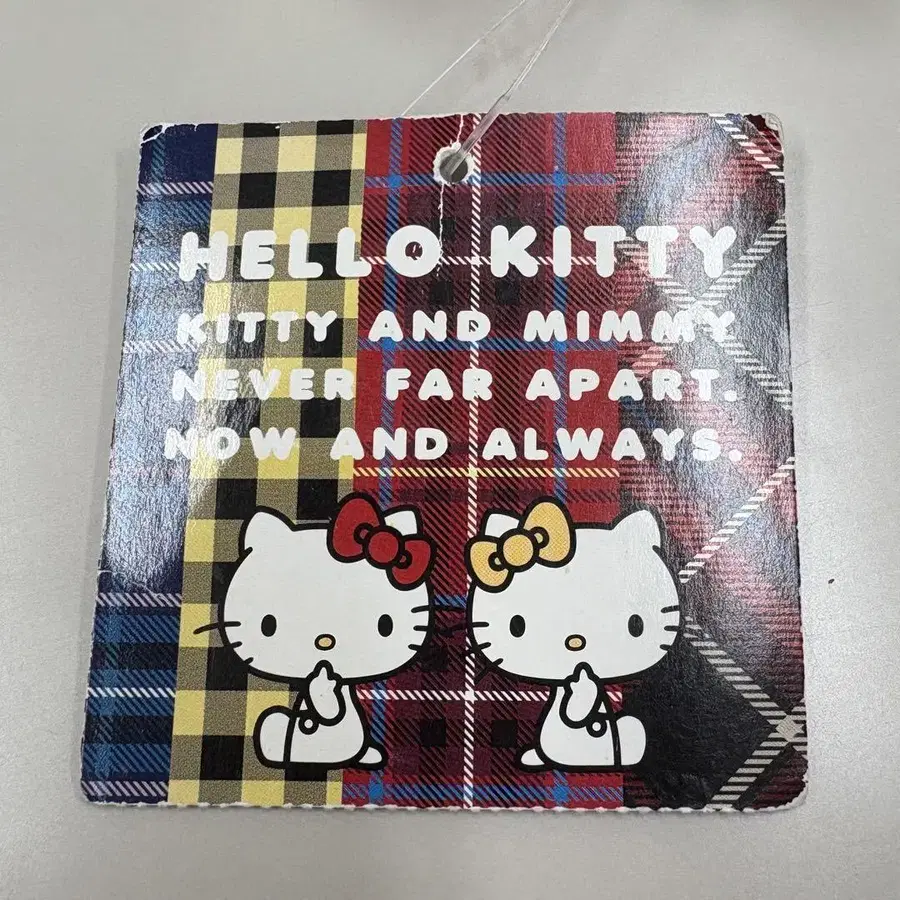 HELLO KITTY
KITTY AND MIMMY
NEVER FAR APART.
NOW AND ALWAYS.